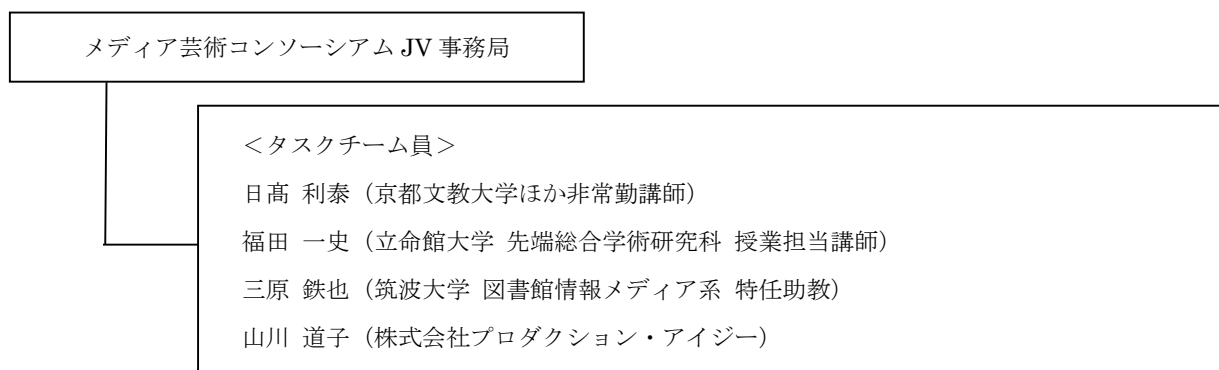 メディア芸術コンソーシアム JV 事務局
＜タスクチーム員＞
日髙 利泰（京都文教大学ほか非常勤講師）
福田 一史（立命館大学 先端総合学術研究科 授業担当講師）
三原 鉄也（筑波大学 図書館情報メディア系 特任助教）
山川 道子（株式会社プロダクション・アイジー）